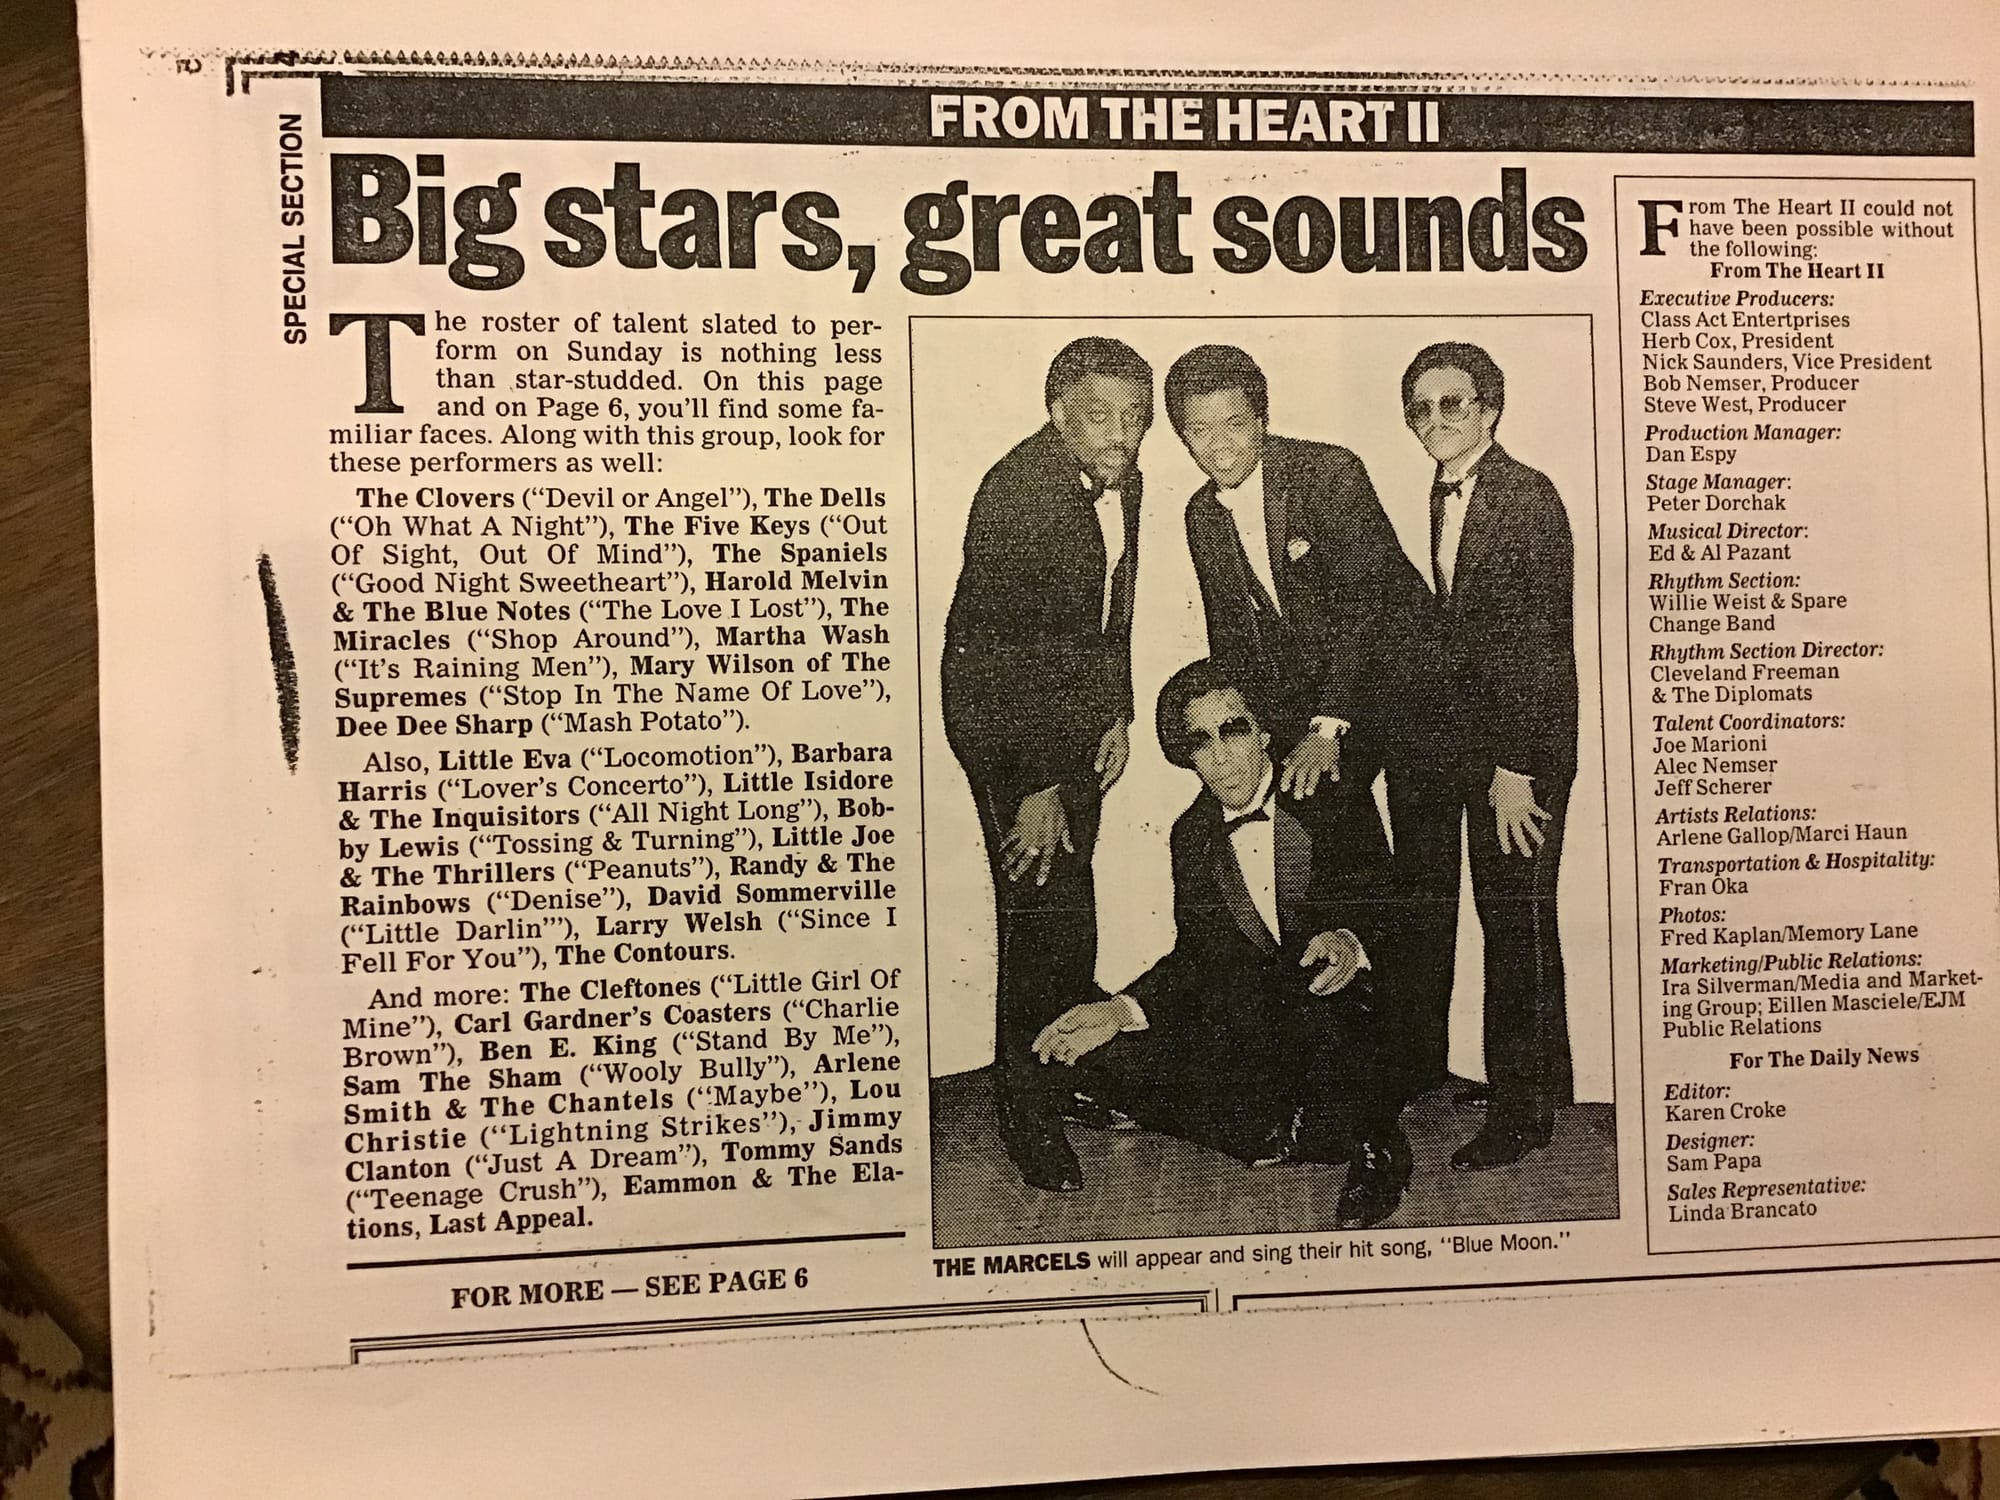 SPECIAL SECTION
FROM THE HEART II
Big stars, great sounds
The roster of talent slated to per-
form on Sunday is nothing less
than star-studded. On this page
and on Page 6, you'll find some fa-
miliar faces. Along with this group, look for
these performers as well:
The Clovers (“Devil or Angel”), The Dells
(“Oh What A Night”), The Five Keys (“Out
Of Sight, Out Of Mind”), The Spaniels
(“Good Night Sweetheart”), Harold Melvin
& The Blue Notes (“The Love I Lost”), The
Miracles (“Shop Around”), Martha Wash
(“It's Raining Men”), Mary Wilson of The
Supremes (“Stop In The Name Of Love”),
Dee Dee Sharp (“Mash Potato”).
Also, Little Eva (“Locomotion”), Barbara
Harris (“Lover's Concerto”), Little Isidore
& The Inquisitors (“All Night Long”), Bob-
by Lewis (“Tossing & Turning”), Little Joe
& The Thrillers (“Peanuts”), Randy & The
Rainbows (“Denise”), David Sommerville
(“Little Darlin'”), Larry Welsh (“Since I
Fell For You”), The Contours.
And more: The Cleftones (“Little Girl Of
Mine”), Carl Gardner's Coasters (“Charlie
Brown”), Ben E. King (“Stand By Me”),
Sam The Sham (“Wooly Bully”), Arlene
Smith & The Chantels (“Maybe”), Lou
Christie (“Lightning Strikes”), Jimmy
Clanton (“Just A Dream”), Tommy Sands
(“Teenage Crush”), Eammon & The Ela-
tions, Last Appeal.
FOR MORE — SEE PAGE 6
THE MARCELS will appear and sing their hit song, “Blue Moon.”
From The Heart II could not
have been possible without
the following:
From The Heart II
Executive Producers:
Class Act Entertprises
Herb Cox, President
Nick Saunders, Vice President
Bob Nemser, Producer
Steve West, Producer
Production Manager:
Dan Espy
Stage Manager:
Peter Dorchak
Musical Director:
Ed & Al Pazant
Rhythm Section:
Willie Weist & Spare
Change Band
Rhythm Section Director:
Cleveland Freeman
& The Diplomats
Talent Coordinators:
Joe Marioni
Alec Nemser
Jeff Scherer
Artists Relations:
Arlene Gallop/Marci Haun
Transportation & Hospitality:
Fran Oka
Photos:
Fred Kaplan/Memory Lane
Marketing/Public Relations:
Ira Silverman/Media and Market-
ing Group; Eillen Masciele/EJM
Public Relations
For The Daily News
Editor:
Karen Croke
Designer:
Sam Papa
Sales Representative:
Linda Brancato